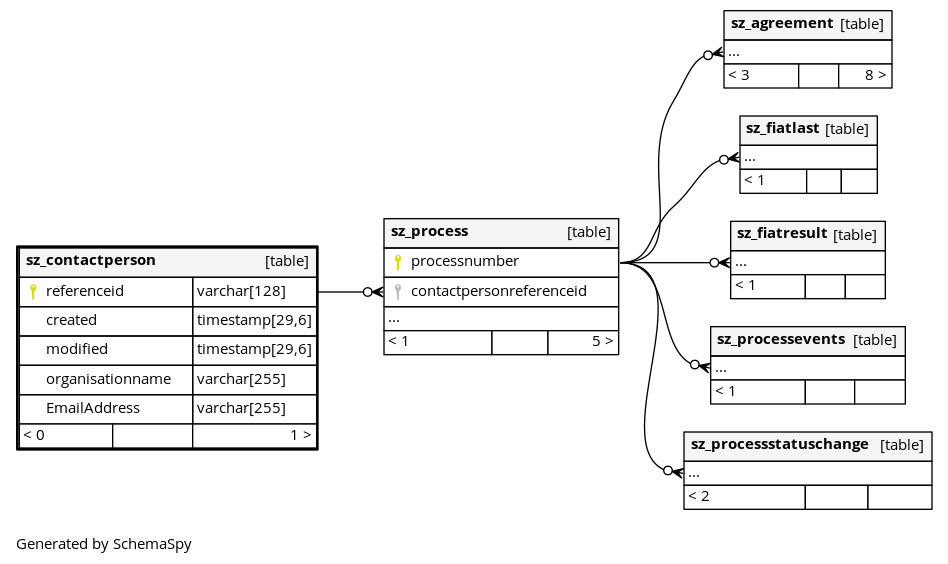 sz_agreement [table]
...
< 3 8 >
sz_fiatlast [table]
...
< 1
sz_process [table]
processnumber
contactpersonreferenceid
...
< 1 5 >
sz_fiatresult [table]
...
< 1
sz_contactperson [table]
referenceid varchar[128]
created timestamp[29,6]
modified timestamp[29,6]
organisationname varchar[255]
EmailAddress varchar[255]
< 0 1 >
sz_processevents [table]
...
< 1
sz_processstatuschange [table]
...
< 2
Generated by SchemaSpy